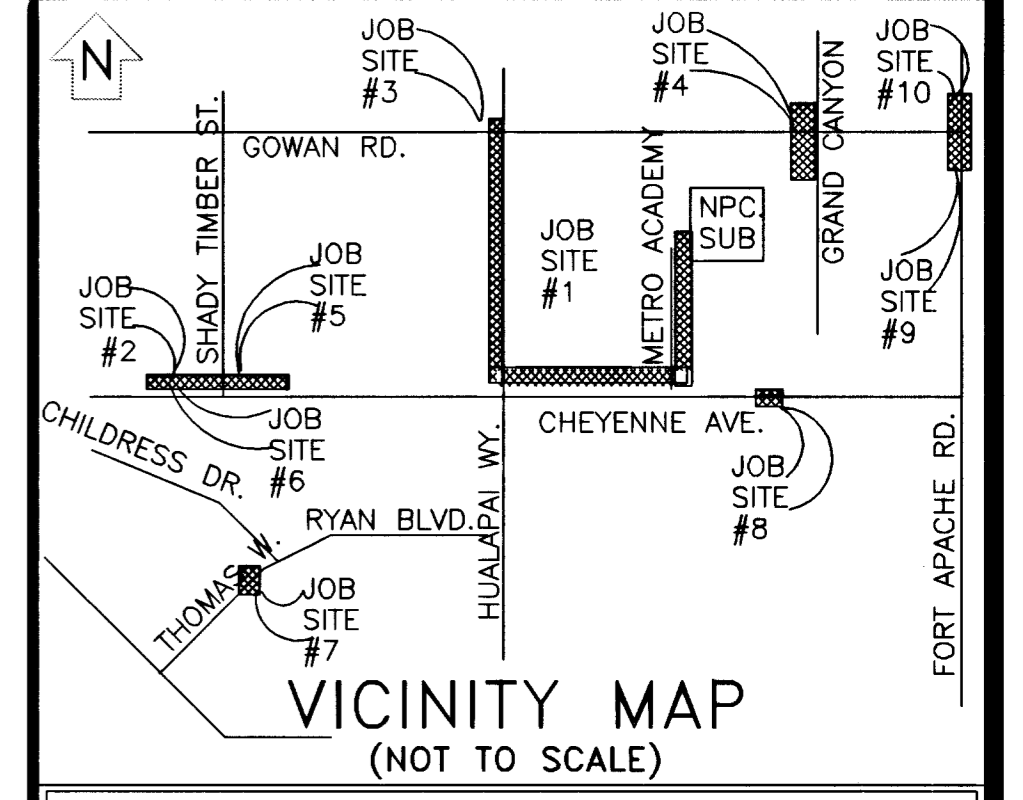 N
JOB
SITE
#3
JOB
SITE
#4
JOB
SITE
#10
GOWAN RD.
SHADY TIMBER ST.
METRO ACADEMY
GRAND CANYON
NPC.
SUB
JOB
SITE
#1
JOB
SITE
#5
JOB
SITE
#2
JOB
SITE
#9
CHEYENNE AVE.
JOB
SITE
#6
CHILDRESS DR.
HUALAPAI WY.
JOB
SITE
#8
FORT APACHE RD.
RYAN BLVD.
THOMAS W.
JOB
SITE
#7
VICINITY MAP
(NOT TO SCALE)